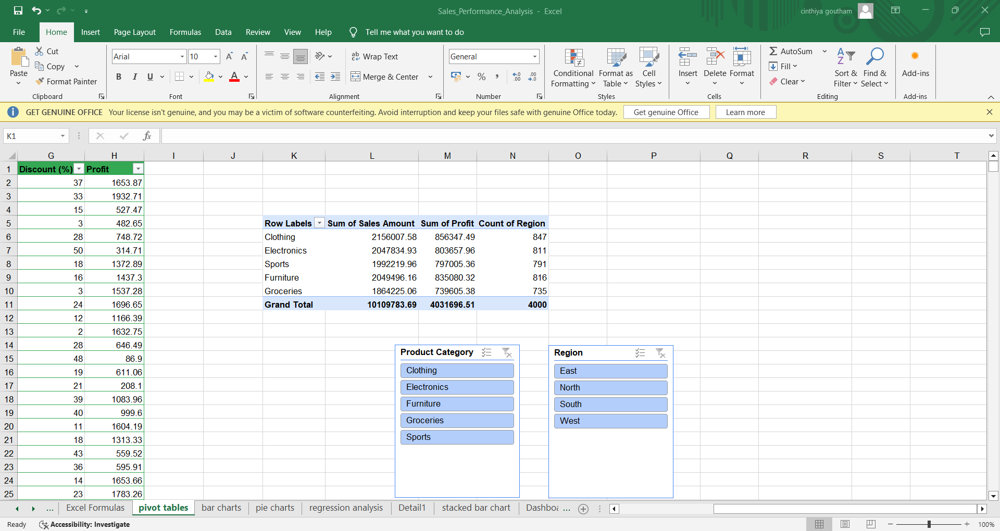 Sales_Performance_Analysis - Excel
cinthiya goutham
File Home Insert Page Layout Formulas Data Review View Help Tell me what you want to do
Paste
Cut
Copy
Format Painter
Clipboard
Arial 10
B I U
Font
Wrap Text
Merge & Center
Alignment
General
Number
Conditional Formatting
Format as Table
Cell Styles
Styles
Insert Delete Format
Cells
AutoSum
Fill
Clear
Sort & Filter
Find & Select
Editing
Add-ins
Add-ins
GET GENUINE OFFICE Your license isn't genuine, and you may be a victim of software counterfeiting. Avoid interruption and keep your files safe with genuine Office today. Get genuine Office Learn more
K1 fx
G H I J K L M N O P Q R S T
1 Discount (%) Profit
2 37 1653.87
3 33 1932.71
4 15 527.47
5 3 482.65 Row Labels Sum of Sales Amount Sum of Profit Count of Region
6 28 748.72 Clothing 2156007.58 856347.49 847
7 50 314.71 Electronics 2047834.93 803657.96 811
8 18 1372.89 Sports 1992219.96 797005.36 791
9 16 1437.3 Furniture 2049496.16 835080.32 816
10 3 1537.28 Groceries 1864225.06 739605.38 735
11 24 1696.65 Grand Total 10109783.69 4031696.51 4000
12 12 1166.39
13 2 1632.75
14 28 646.49
15 48 86.9
16 19 611.06
17 21 208.1
18 39 1083.96
19 40 999.6
20 11 1604.19
21 18 1313.33
22 43 559.52
23 36 595.91
24 14 1653.66
25 23 1783.26
Product Category
Clothing
Electronics
Furniture
Groceries
Sports
Region
East
North
South
West
... Excel Formulas pivot tables bar charts pie charts regression analysis Detail1 stacked bar chart Dashboa ...
Ready Accessibility: Investigate 100%